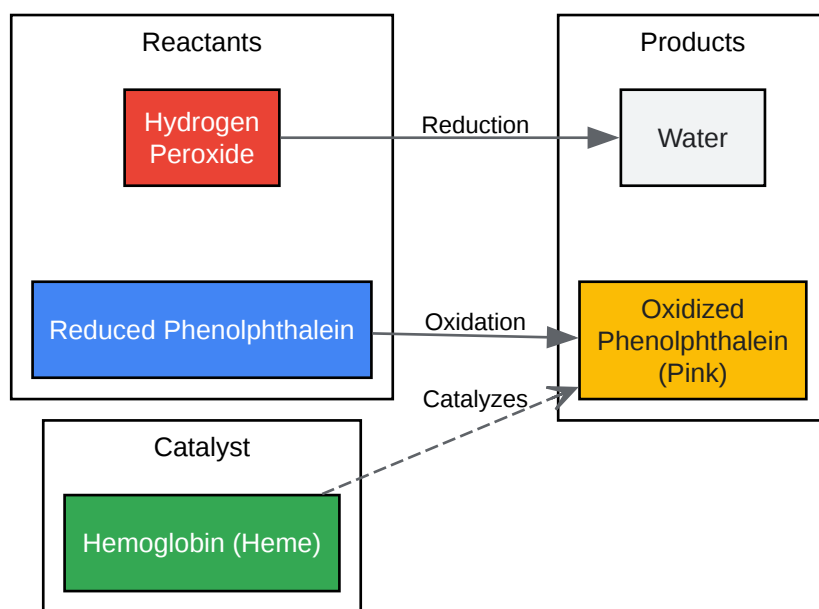 Reactants
Products
Hydrogen
Peroxide
Reduction
Water
Reduced Phenolphthalein
Oxidation
Oxidized
Phenolphthalein
(Pink)
Catalyzes
Catalyst
Hemoglobin (Heme)